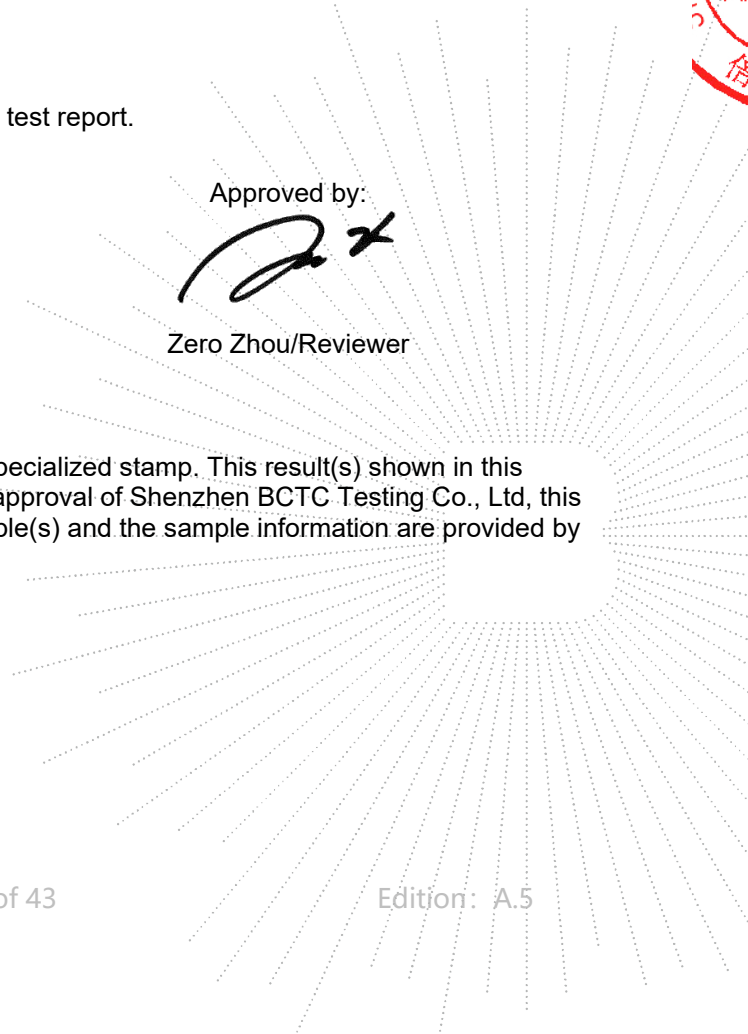 test report.
Approved by:
Zero Zhou/Reviewer
pecialized stamp. This result(s) shown in this
approval of Shenzhen BCTC Testing Co., Ltd, this
ple(s) and the sample information are provided by
of 43 Edition: A.5